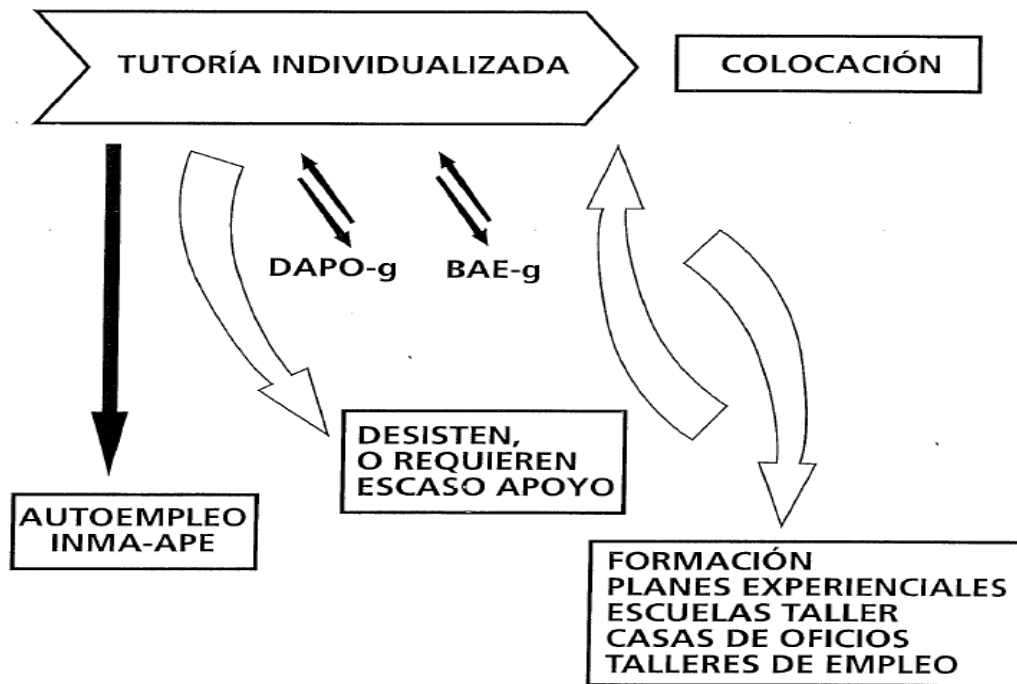 TUTORÍA INDIVIDUALIZADA
COLOCACIÓN
DAPO-g
BAE-g
DESISTEN,
O REQUIEREN
ESCASO APOYO
AUTOEMPLEO
INMA-APE
FORMACIÓN
PLANES EXPERIENCIALES
ESCUELAS TALLER
CASAS DE OFICIOS
TALLERES DE EMPLEO